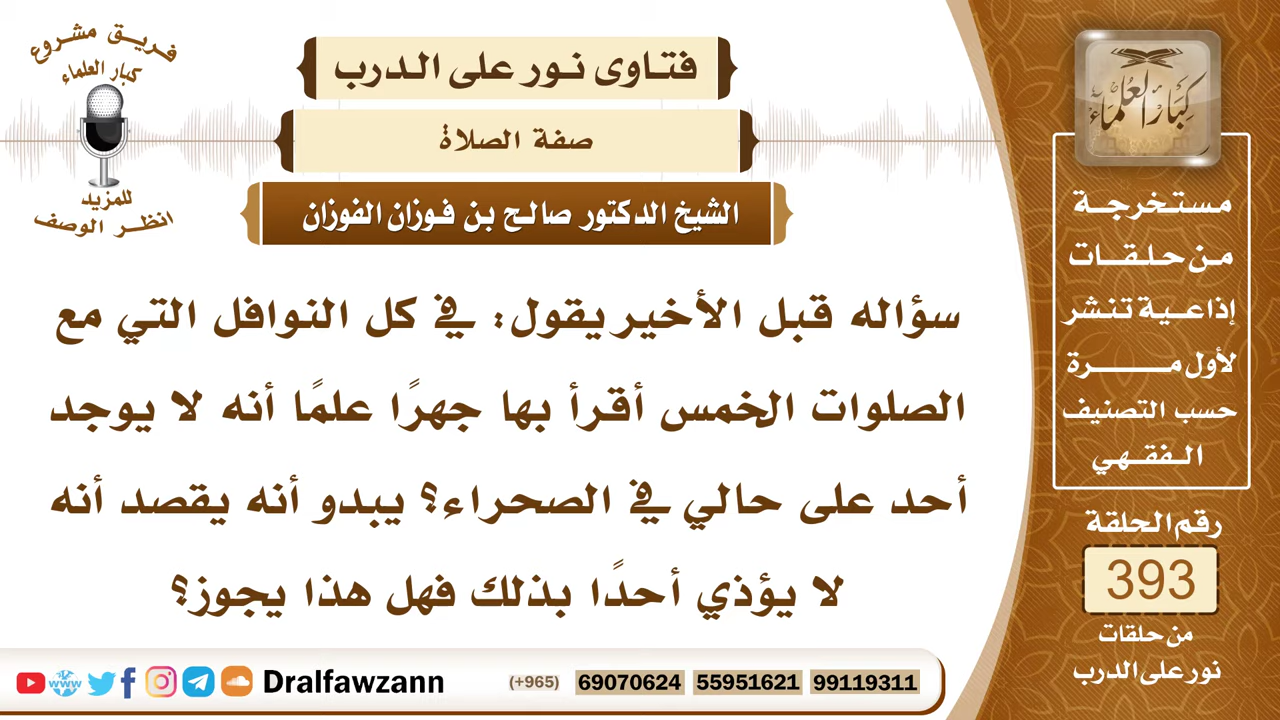 فريق مشروع
كبار العلماء
للمزيد
انظر الوصف
فتاوى نور على الدرب
صفة الصلاة
الشيخ الدكتور صالح بن فوزان الفوزان
سؤاله قبل الأخير يقول: في كل النوافل التي مع
الصلوات الخمس أقرأ بها جهرًا علمًا أنه لا يوجد
أحد على حالي في الصحراء؟ يبدو أنه يقصد أنه
لا يؤذي أحدًا بذلك فهل هذا يجوز؟
كبار العلماء
مستخرجة
من حلقات
إذاعية تنشر
لأول مرة
حسب التصنيف
الفقهي
رقم الحلقة
393
من حلقات
نور على الدرب
www
Dralfawzann
(+965) 69070624 55951621 99119311